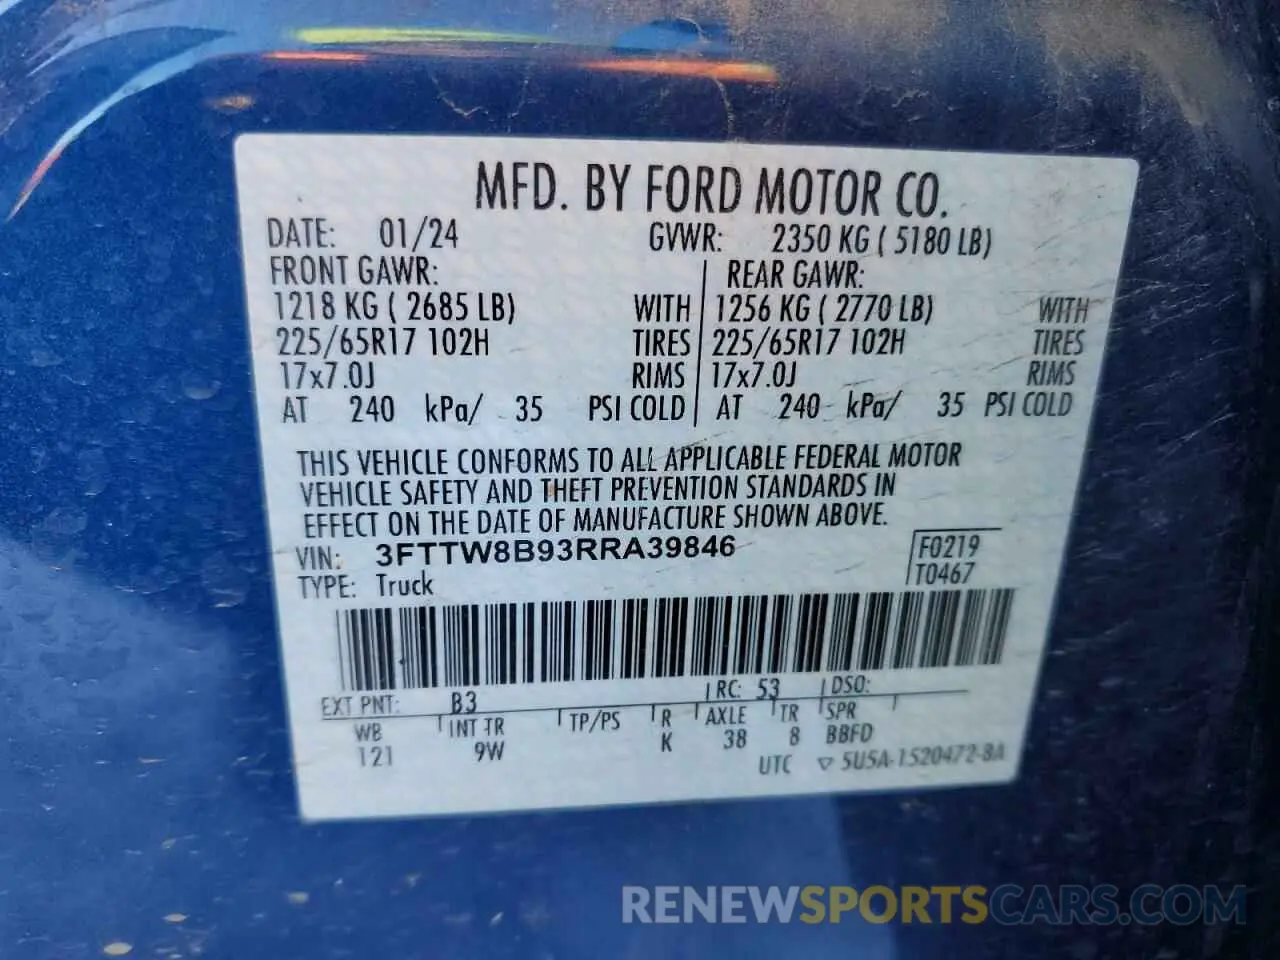 MFD. BY FORD MOTOR CO.
DATE: 01/24 GVWR: 2350 KG ( 5180 LB)
FRONT GAWR: REAR GAWR:
1218 KG ( 2685 LB) WITH 1256 KG ( 2770 LB) WITH
225/65R17 102H TIRES 225/65R17 102H TIRES
17x7.0J RIMS 17x7.0J RIMS
AT 240 kPa/ 35 PSI COLD AT 240 kPa/ 35 PSI COLD
THIS VEHICLE CONFORMS TO ALL APPLICABLE FEDERAL MOTOR
VEHICLE SAFETY AND THEFT PREVENTION STANDARDS IN
EFFECT ON THE DATE OF MANUFACTURE SHOWN ABOVE.
VIN: 3FTTW8B93RRA39846 F0219
TYPE: Truck T0467
EXT PNT: B3 RC: 53 DSO:
WB INT TR TP/PS R AXLE TR SPR
121 9W K 38 8 BBFD
UTC ▽ 5U5A-1520472-8A
RENEWSPORTSCARS.COM